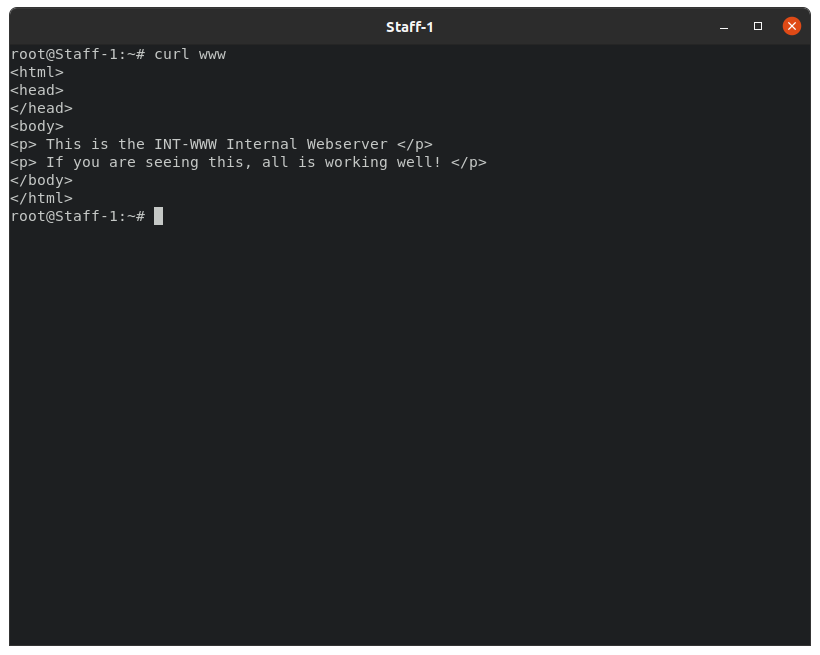 Staff-1
root@Staff-1:~# curl www
<html>
<head>
</head>
<body>
<p> This is the INT-WWW Internal Webserver </p>
<p> If you are seeing this, all is working well! </p>
</body>
</html>
root@Staff-1:~#